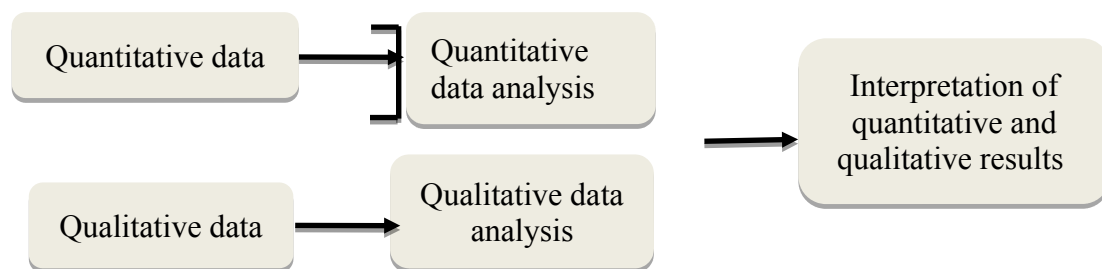 Quantitative data
Quantitative
data analysis
Interpretation of
quantitative and
qualitative results
Qualitative data
Qualitative data
analysis